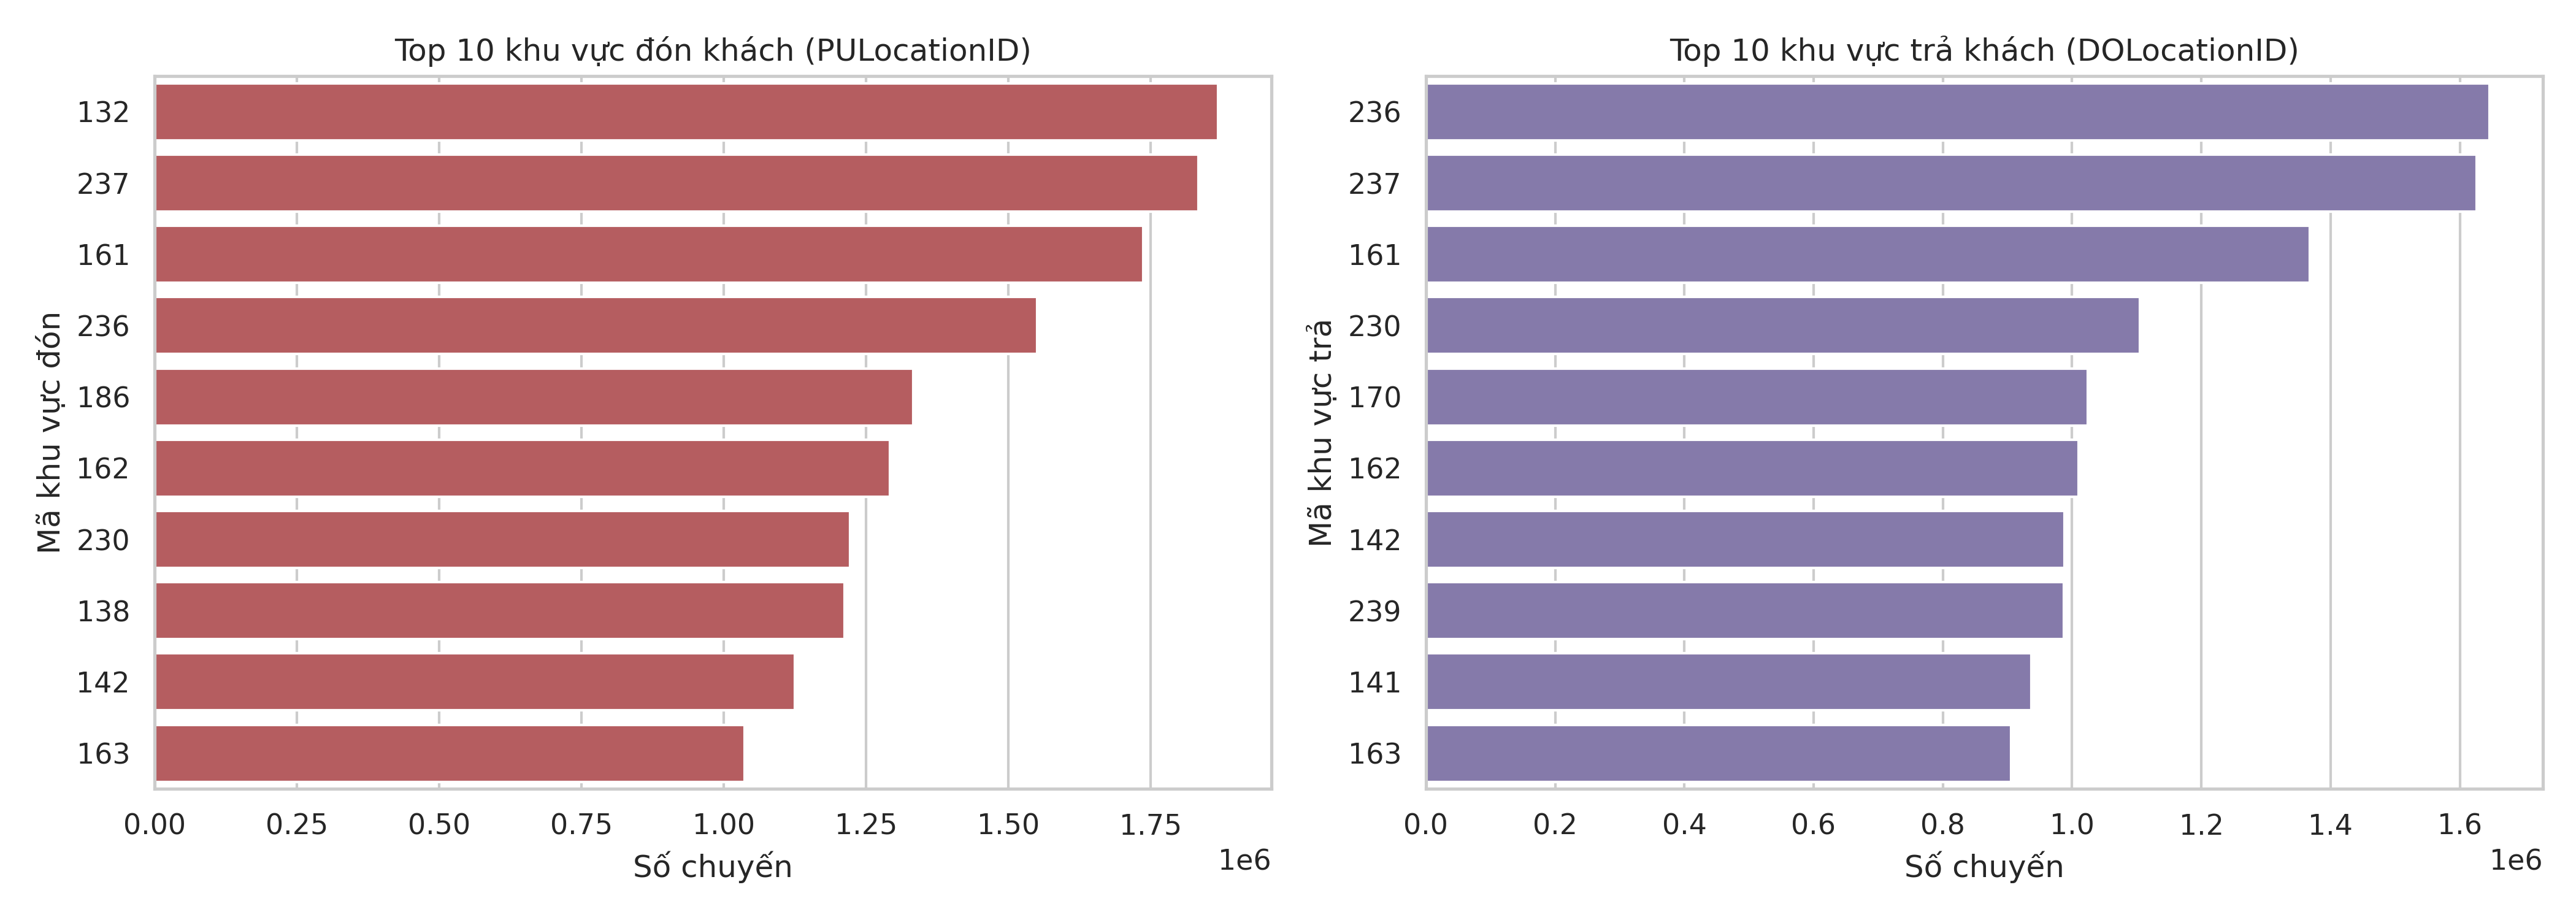 Top 10 khu vực đón khách (PULocationID)
Mã khu vực đón
132
237
161
236
186
162
230
138
142
163
0.00 0.25 0.50 0.75 1.00 1.25 1.50 1.75
1e6
Số chuyến
Top 10 khu vực trả khách (DOLocationID)
Mã khu vực trả
236
237
161
230
170
162
142
239
141
163
0.0 0.2 0.4 0.6 0.8 1.0 1.2 1.4 1.6
1e6
Số chuyến